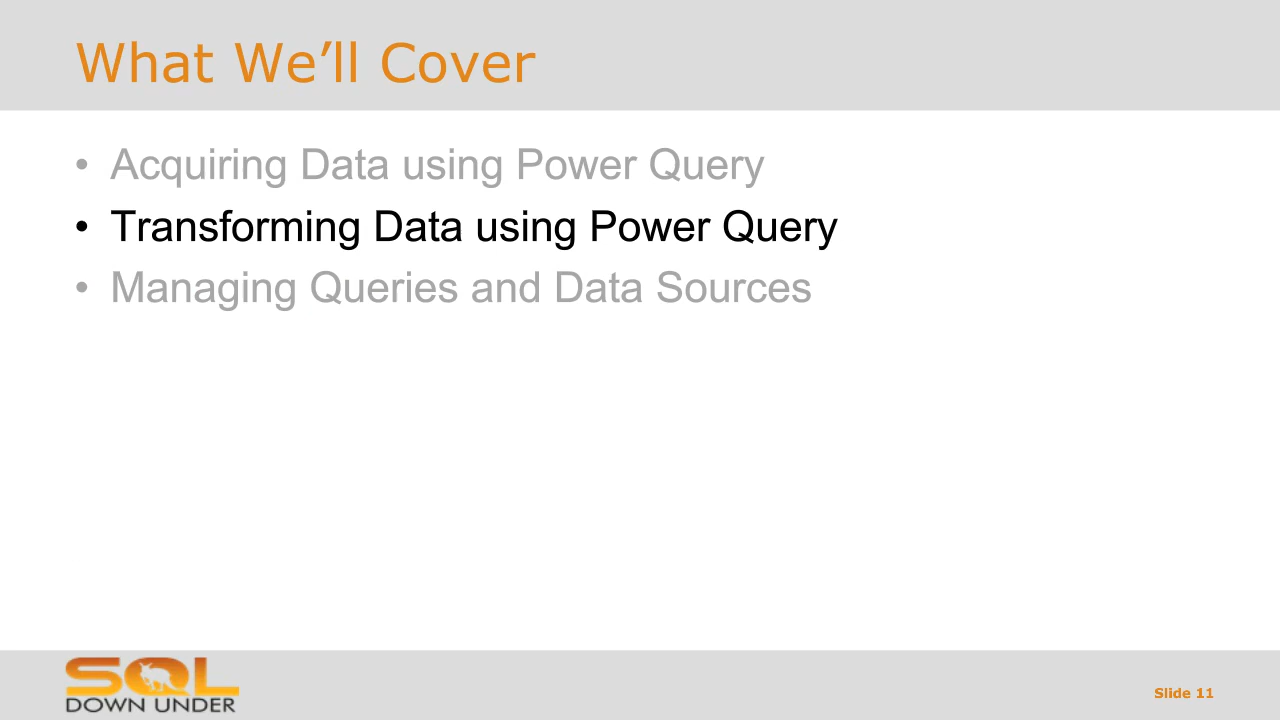 What We’ll Cover
• Acquiring Data using Power Query
• Transforming Data using Power Query
• Managing Queries and Data Sources
SQL
DOWN UNDER
Slide 11